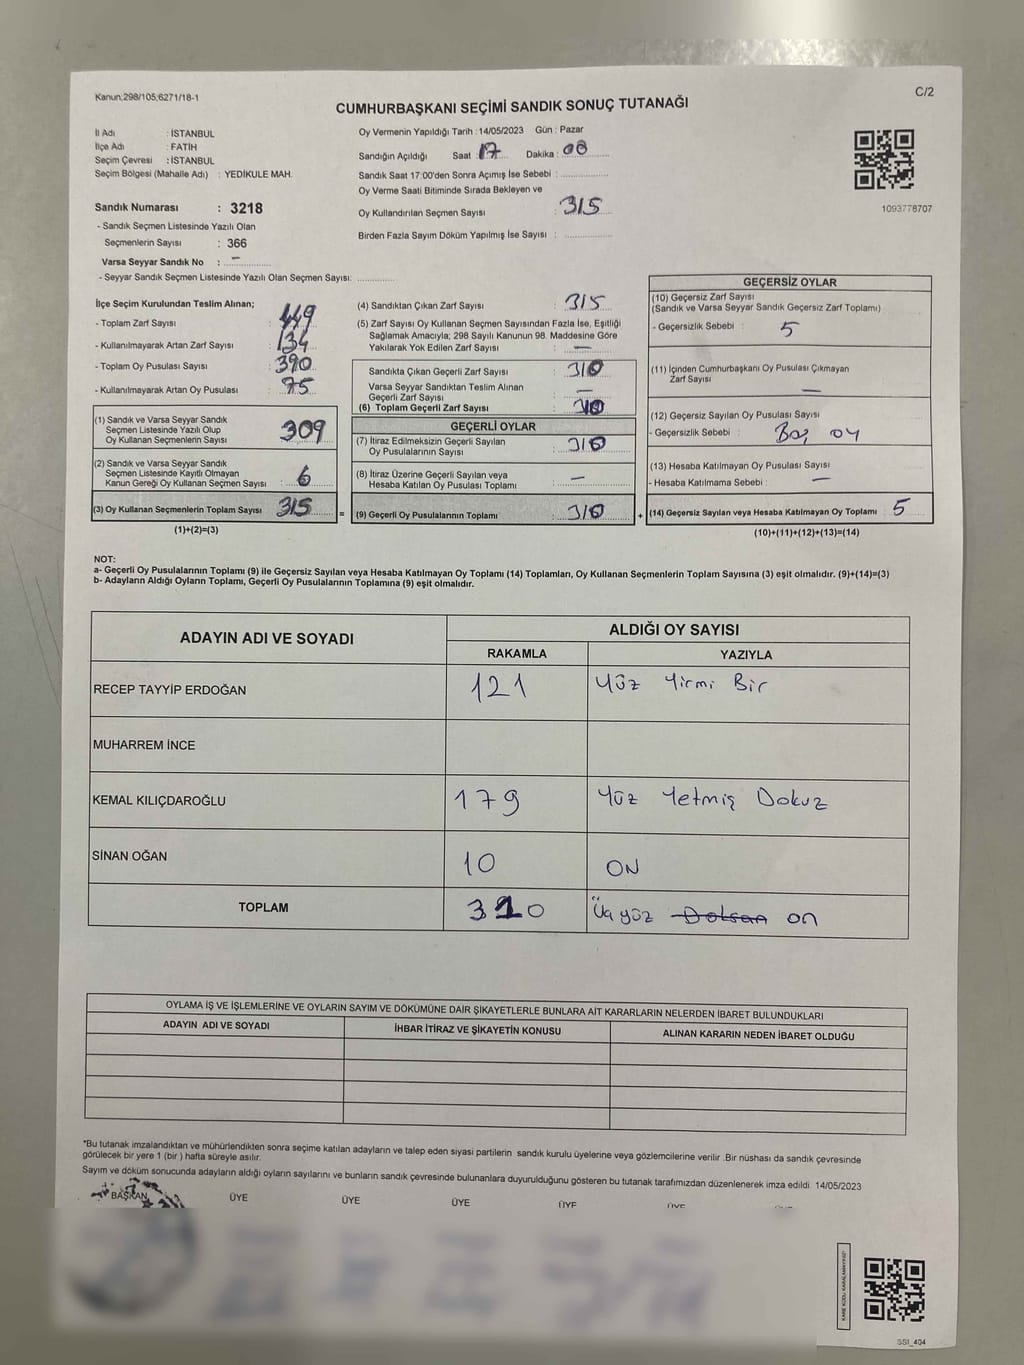 Kanun;298/105;6271/18-1
C/2
CUMHURBAŞKANI SEÇİMİ SANDIK SONUÇ TUTANAĞI
İl Adı : İSTANBUL
İlçe Adı : FATİH
Seçim Çevresi : İSTANBUL
Seçim Bölgesi (Mahalle Adı) : YEDİKULE MAH.
Sandık Numarası : 3218
- Sandık Seçmen Listesinde Yazılı Olan
Seçmenlerin Sayısı : 366
Varsa Seyyar Sandık No : -
- Seyyar Sandık Seçmen Listesinde Yazılı Olan Seçmen Sayısı:
Oy Vermenin Yapıldığı Tarih : 14/05/2023 Gün : Pazar
Sandığın Açıldığı Saat : 17 Dakika : 08
Sandık Saat 17:00'den Sonra Açımış İse Sebebi :
Oy Verme Saati Bitiminde Sırada Bekleyen ve
Oy Kullandırılan Seçmen Sayısı : 315
Birden Fazla Sayım Döküm Yapılmış İse Sayısı :
1093778707
İlçe Seçim Kurulundan Teslim Alınan;
- Toplam Zarf Sayısı : 449
- Kullanılmayarak Artan Zarf Sayısı : 134
- Toplam Oy Pusulası Sayısı : 390
- Kullanılmayarak Artan Oy Pusulası : 75
(1) Sandık ve Varsa Seyyar Sandık
Seçmen Listesinde Yazılı Olup
Oy Kullanan Seçmenlerin Sayısı : 309
(2) Sandık ve Varsa Seyyar Sandık
Seçmen Listesinde Kayıtlı Olmayan
Kanun Gereği Oy Kullanan Seçmen Sayısı : 6
(3) Oy Kullanan Seçmenlerin Toplam Sayısı : 315
(1)+(2)=(3)
(4) Sandıktan Çıkan Zarf Sayısı : 315
(5) Zarf Sayısı Oy Kullanan Seçmen Sayısından Fazla İse, Eşitliği
Sağlamak Amacıyla; 298 Sayılı Kanunun 98. Maddesine Göre
Yakılarak Yok Edilen Zarf Sayısı : -
Sandıkta Çıkan Geçerli Zarf Sayısı : 310
Varsa Seyyar Sandıktan Teslim Alınan
Geçerli Zarf Sayısı : -
(6) Toplam Geçerli Zarf Sayısı : 310
GEÇERLİ OYLAR
(7) İtiraz Edilmeksizin Geçerli Sayılan
Oy Pusulalarının Sayısı : 310
(8) İtiraz Üzerine Geçerli Sayılan veya
Hesaba Katılan Oy Pusulası Toplamı : -
= (9) Geçerli Oy Pusulalarının Toplamı : 310
GEÇERSİZ OYLAR
(10) Geçersiz Zarf Sayısı
(Sandık ve Varsa Seyyar Sandık Geçersiz Zarf Toplamı)
- Geçersizlik Sebebi : 5
(11) İçinden Cumhurbaşkanı Oy Pusulası Çıkmayan
Zarf Sayısı -
(12) Geçersiz Sayılan Oy Pusulası Sayısı
- Geçersizlik Sebebi : Boş oy
(13) Hesaba Katılmayan Oy Pusulası Sayısı
- Hesaba Katılmama Sebebi : -
+ (14) Geçersiz Sayılan veya Hesaba Katılmayan Oy Toplamı : 5
(10)+(11)+(12)+(13)=(14)
NOT:
a- Geçerli Oy Pusulalarının Toplamı (9) ile Geçersiz Sayılan veya Hesaba Katılmayan Oy Toplamı (14) Toplamları, Oy Kullanan Seçmenlerin Toplam Sayısına (3) eşit olmalıdır. (9)+(14)=(3)
b- Adayların Aldığı Oyların Toplamı, Geçerli Oy Pusulalarının Toplamına (9) eşit olmalıdır.
ADAYIN ADI VE SOYADI
ALDIĞI OY SAYISI
RAKAMLA YAZIYLA
RECEP TAYYİP ERDOĞAN 121 Yüz Yirmi Bir
MUHARREM İNCE
KEMAL KILIÇDAROĞLU 179 Yüz Yetmiş Dokuz
SİNAN OĞAN 10 ON
TOPLAM 310 Üçyüz Doksan on
OYLAMA İŞ VE İŞLEMLERİNE VE OYLARIN SAYIM VE DÖKÜMÜNE DAİR ŞİKAYETLERLE BUNLARA AİT KARARLARIN NELERDEN İBARET BULUNDUKLARI
ADAYIN ADI VE SOYADI İHBAR İTİRAZ VE ŞİKAYETİN KONUSU ALINAN KARARIN NEDEN İBARET OLDUĞU
*Bu tutanak imzalandıktan ve mühürlendikten sonra seçime katılan adayların ve talep eden siyasi partilerin sandık kurulu üyelerine veya gözlemcilerine verilir .Bir nüshası da sandık çevresinde
görülecek bir yere 1 (bir ) hafta süreyle asılır.
Sayım ve döküm sonucunda adayların aldığı oyların sayılarını ve bunların sandık çevresinde bulunanlara duyurulduğunu gösteren bu tutanak tarafımızdan düzenlenerek imza edildi. 14/05/2023
BAŞKAN ÜYE ÜYE ÜYE ÜYE ÜYE
KARE KODU KARALAMAYINIZ!
SSI_404